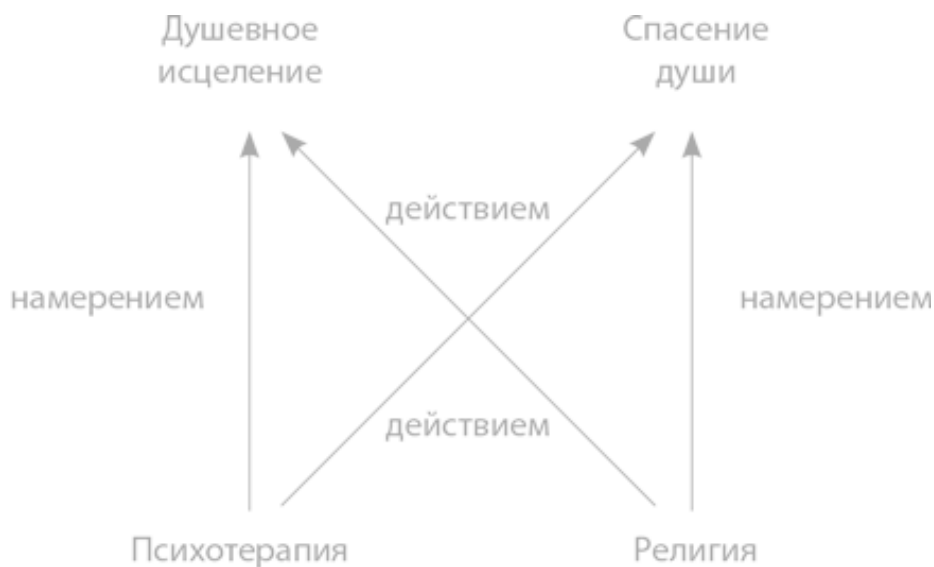 Душевное
исцеление
Спасение
души
действием
намерением
намерением
действием
Психотерапия
Религия